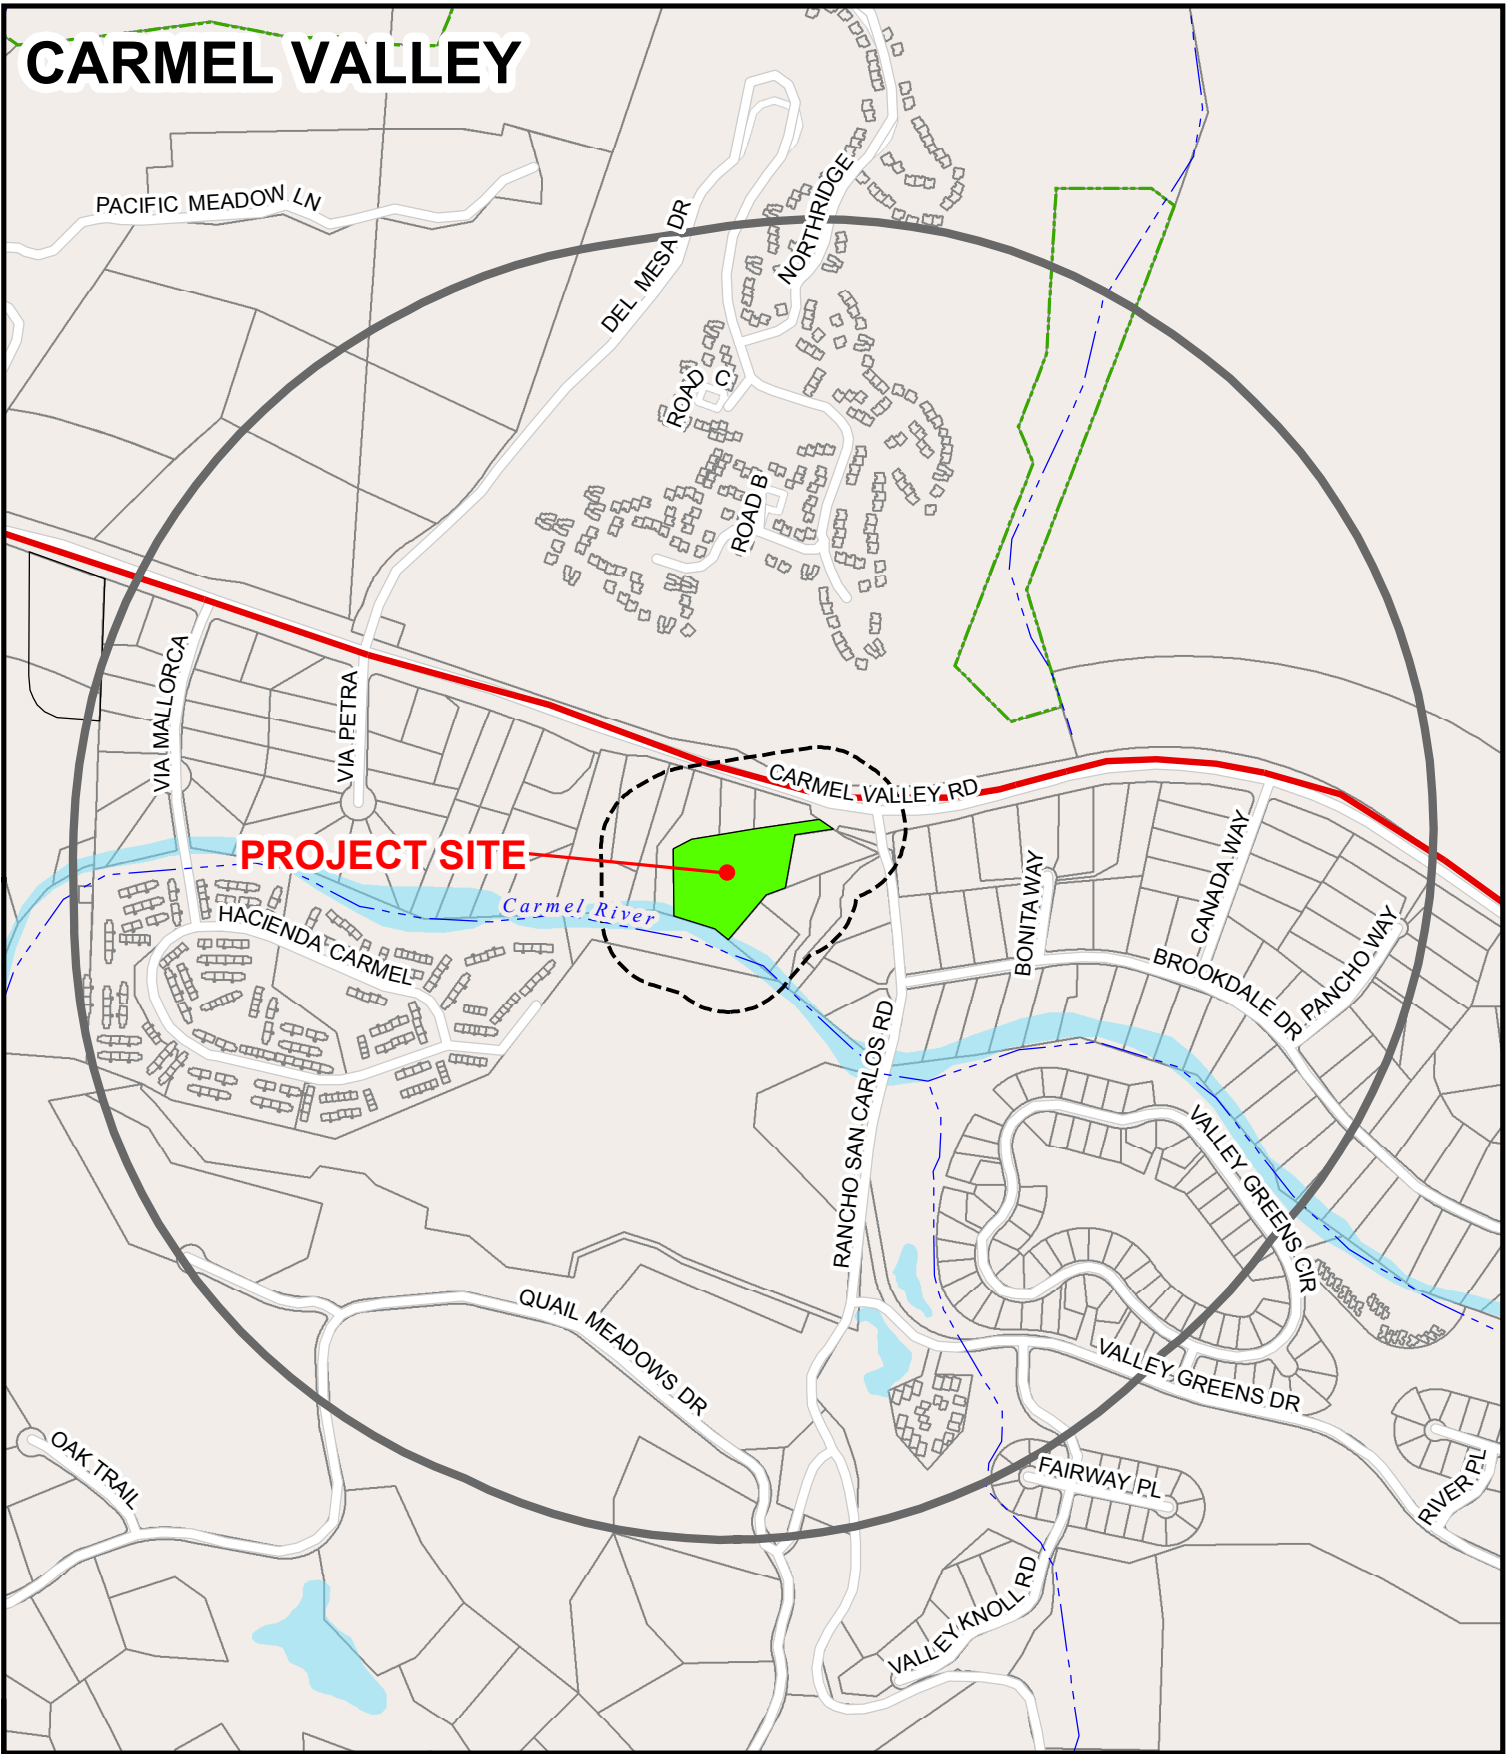 CARMEL VALLEY
PACIFIC MEADOW LN
NORTHRIDGE
DEL MESA DR
ROAD C
ROAD B
VIA MALLORCA
VIA PETRA
CARMEL VALLEY RD
PROJECT SITE
Carmel River
HACIENDA CARMEL
BONITA WAY
CANADA WAY
PANCHO WAY
BROOKDALE DR
RANCHO SAN CARLOS RD
VALLEY GREENS CIR
QUAIL MEADOWS DR
VALLEY GREENS DR
OAK TRAIL
FAIRWAY PL
RIVER PL
VALLEY KNOLL RD